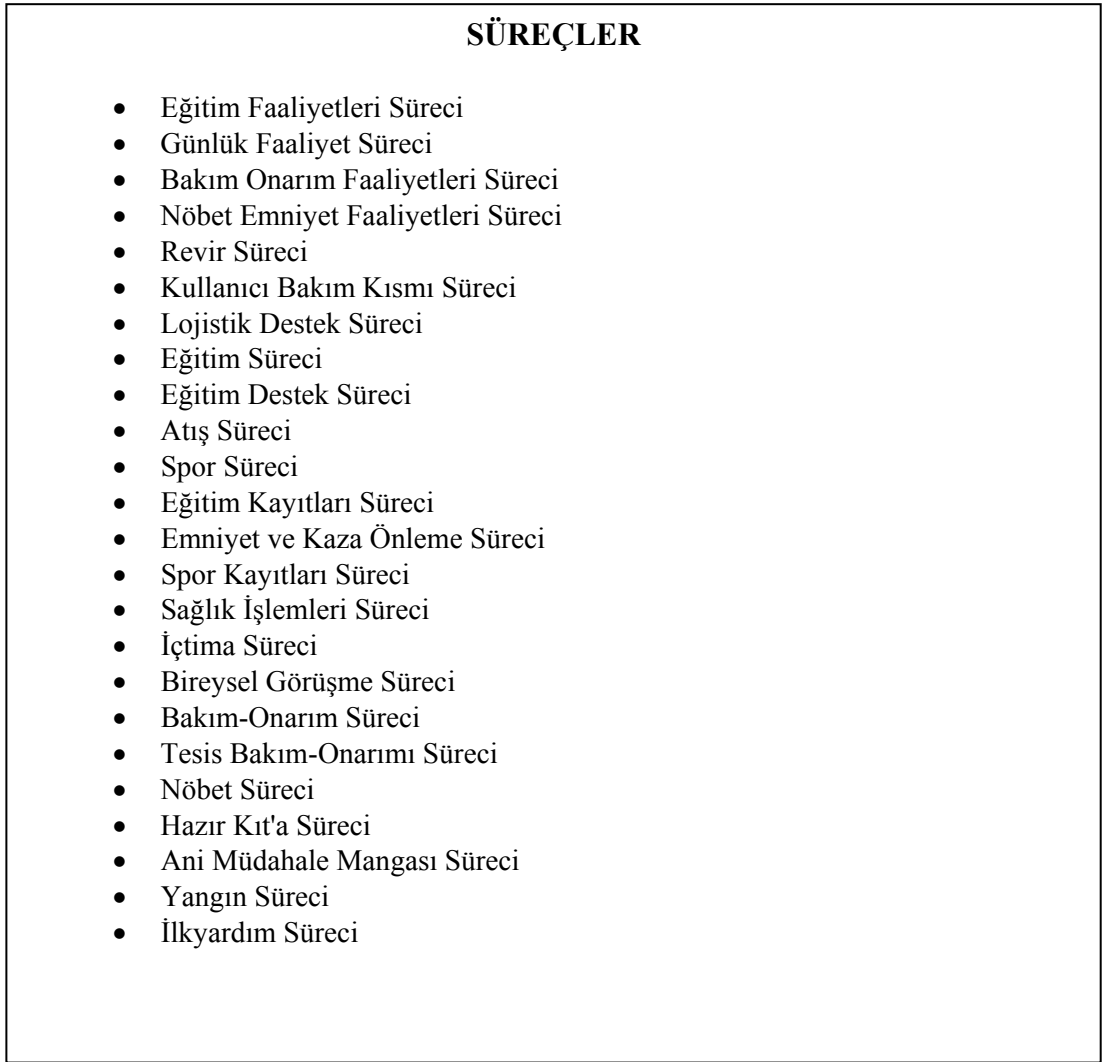 SÜREÇLER
• Eğitim Faaliyetleri Süreci
• Günlük Faaliyet Süreci
• Bakım Onarım Faaliyetleri Süreci
• Nöbet Emniyet Faaliyetleri Süreci
• Revir Süreci
• Kullanıcı Bakım Kısmı Süreci
• Lojistik Destek Süreci
• Eğitim Süreci
• Eğitim Destek Süreci
• Atış Süreci
• Spor Süreci
• Eğitim Kayıtları Süreci
• Emniyet ve Kaza Önleme Süreci
• Spor Kayıtları Süreci
• Sağlık İşlemleri Süreci
• İçtima Süreci
• Bireysel Görüşme Süreci
• Bakım-Onarım Süreci
• Tesis Bakım-Onarımı Süreci
• Nöbet Süreci
• Hazır Kıt'a Süreci
• Ani Müdahale Mangası Süreci
• Yangın Süreci
• İlkyardım Süreci